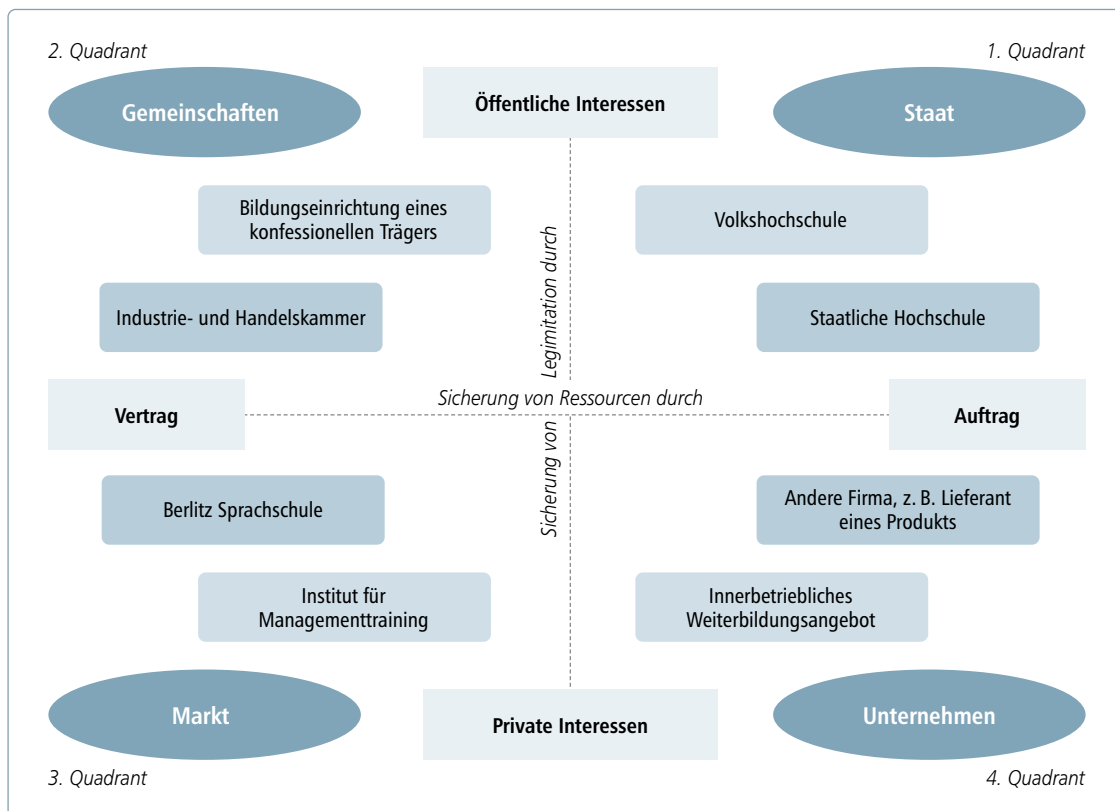 2. Quadrant
1. Quadrant
Gemeinschaften
Öffentliche Interessen
Staat
Bildungseinrichtung eines
konfessionellen Trägers
Volkshochschule
Legimitation durch
Industrie- und Handelskammer
Staatliche Hochschule
Vertrag
Sicherung von Ressourcen durch
Auftrag
Sicherung von
Berlitz Sprachschule
Andere Firma, z. B. Lieferant
eines Produkts
Institut für
Managementtraining
Innerbetriebliches
Weiterbildungsangebot
Markt
Private Interessen
Unternehmen
3. Quadrant
4. Quadrant